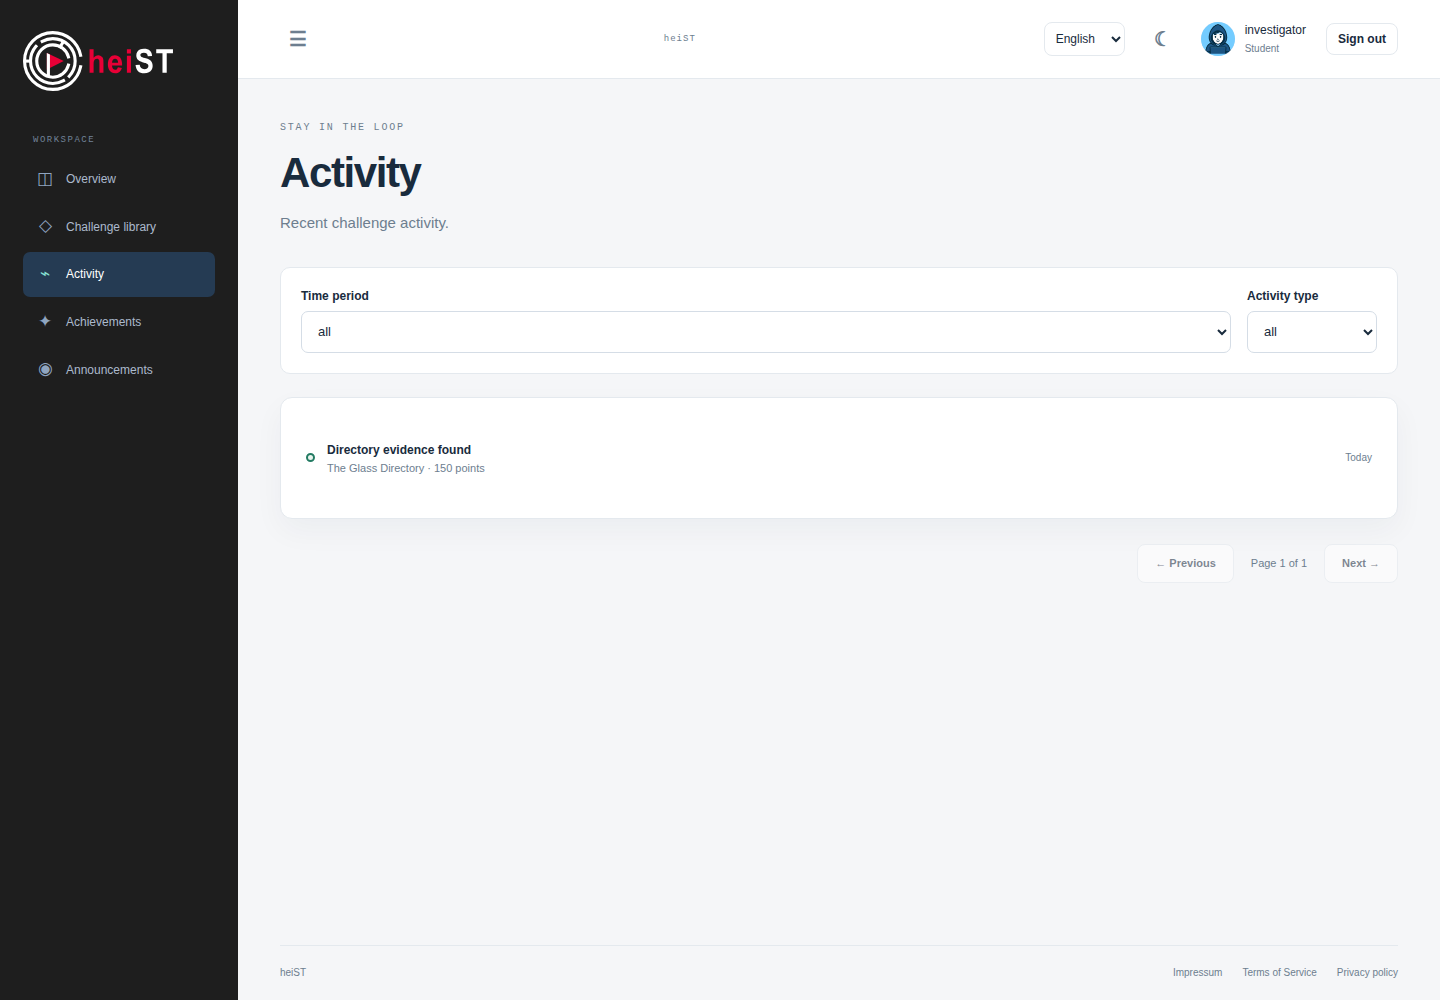 heiST
WORKSPACE
Overview
Challenge library
Activity
Achievements
Announcements
heiST
English
investigator
Student
Sign out
STAY IN THE LOOP
Activity
Recent challenge activity.
Time period
all
Activity type
all
Directory evidence found
The Glass Directory · 150 points
Today
← Previous
Page 1 of 1
Next →
heiST
Impressum
Terms of Service
Privacy policy